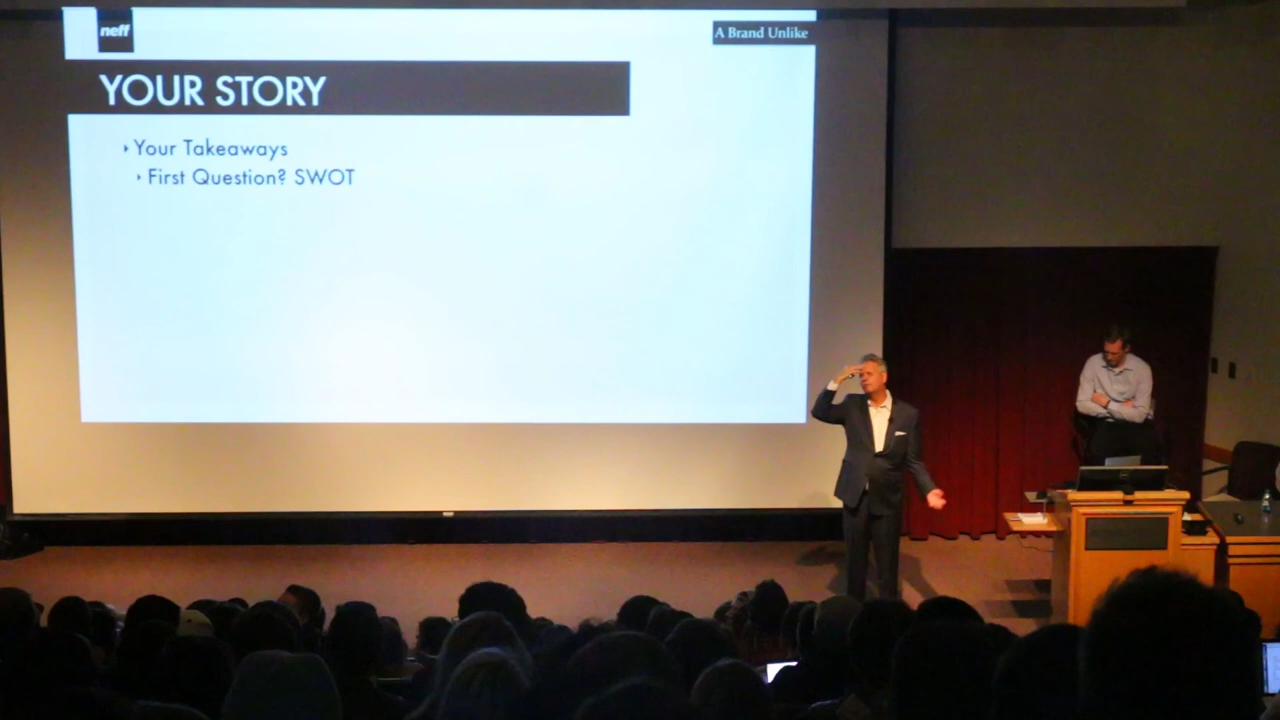 neff
A Brand Unlike
YOUR STORY
Your Takeaways
First Question? SWOT